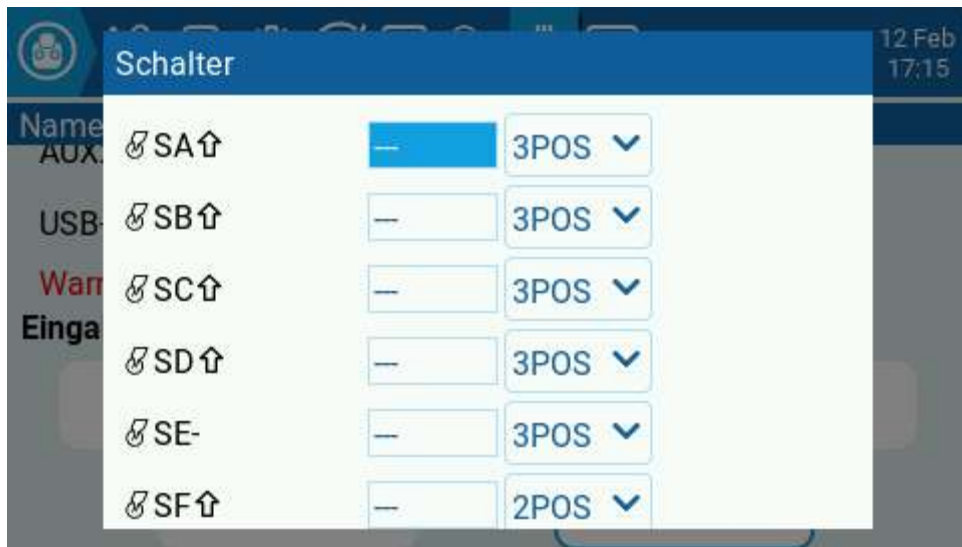 12 Feb
17:15
Schalter
Name
AUX
SA⇧ --- 3POS
USB-
SB⇧ --- 3POS
Warn
SC⇧ --- 3POS
Einga
SD⇧ --- 3POS
SE- --- 3POS
SF⇧ --- 2POS